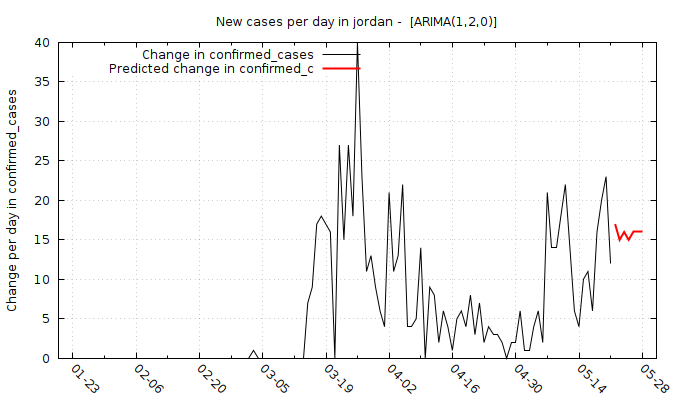 New cases per day in jordan -  [ARIMA(1,2,0)]
Change in confirmed_cases
Predicted change in confirmed_c
Change per day in confirmed_cases
40
35
30
25
20
15
10
5
0
01-23 02-06 02-20 03-05 03-19 04-02 04-16 04-30 05-14 05-28